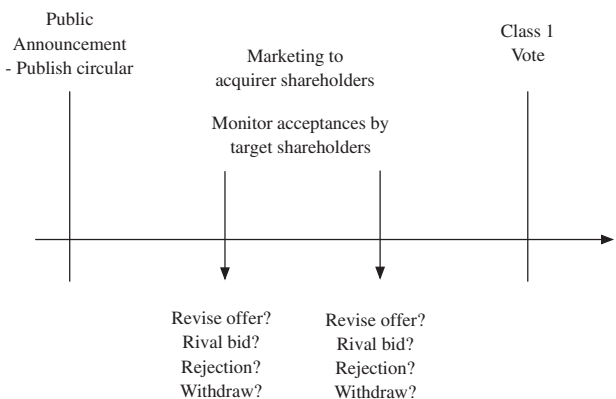 Public
Announcement
- Publish circular
Marketing to
acquirer shareholders
Monitor acceptances by
target shareholders
Class 1
Vote
Revise offer?
Rival bid?
Rejection?
Withdraw?
Revise offer?
Rival bid?
Rejection?
Withdraw?